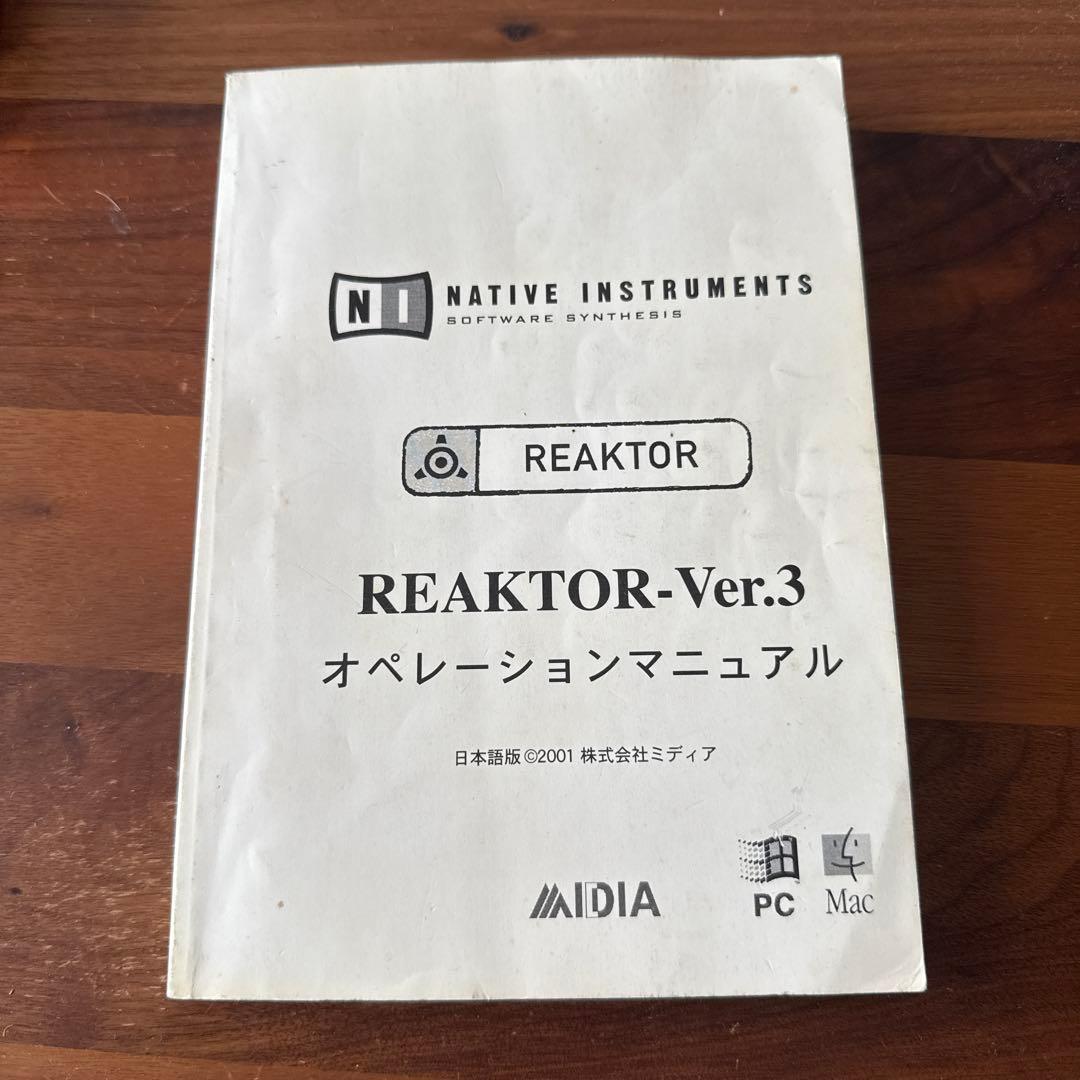 NI NATIVE INSTRUMENTS
SOFTWARE SYNTHESIS
REAKTOR
REAKTOR-Ver.3
オペレーションマニュアル
日本語版©2001 株式会社ミディア
MIDIA
PC
Mac